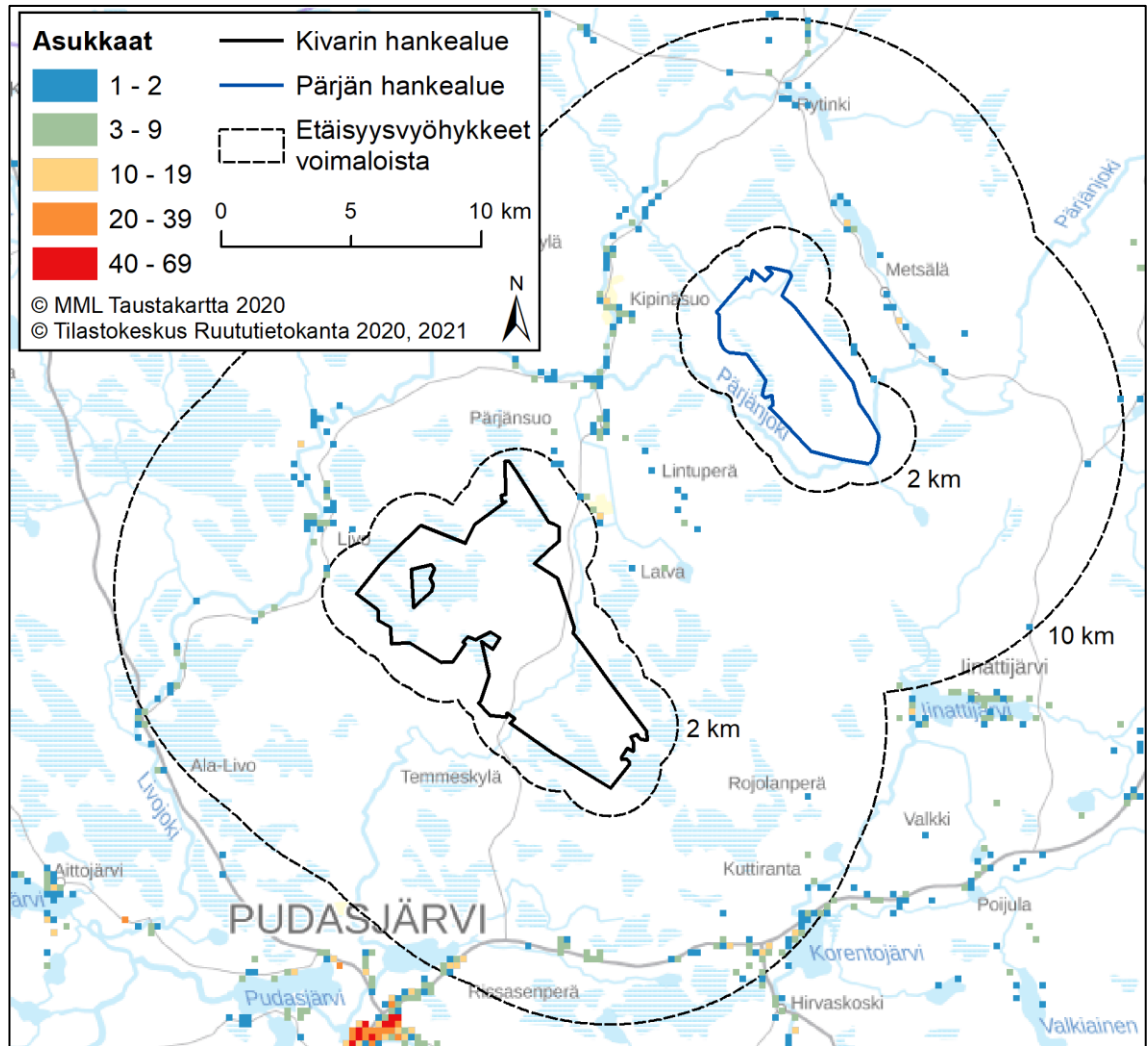 Asukkaat
1 - 2
3 - 9
10 - 19
20 - 39
40 - 69
Kivarin hankealue
Pärjän hankealue
Etäisyysvyöhykkeet
voimaloista
0 5 10 km
N
© MML Taustakartta 2020
© Tilastokeskus Ruututietokanta 2020, 2021
Rytinki
Pärjänjoki
Metsälä
Kipinäsuo
Pärjänjoki
Pärjänsuo
Lintuperä
2 km
Livo
Latva
10 km
Iinattijärvi
Iinattijärvi
2 km
Ala-Livo
Temmeskylä
Rojolanperä
Livojoki
Valkki
Aittojärvi
Kuttiranta
PUDASJÄRVI
Poijula
Korentojärvi
Pudasjärvi
Rissasenperä
Hirvaskoski
Valkiainen